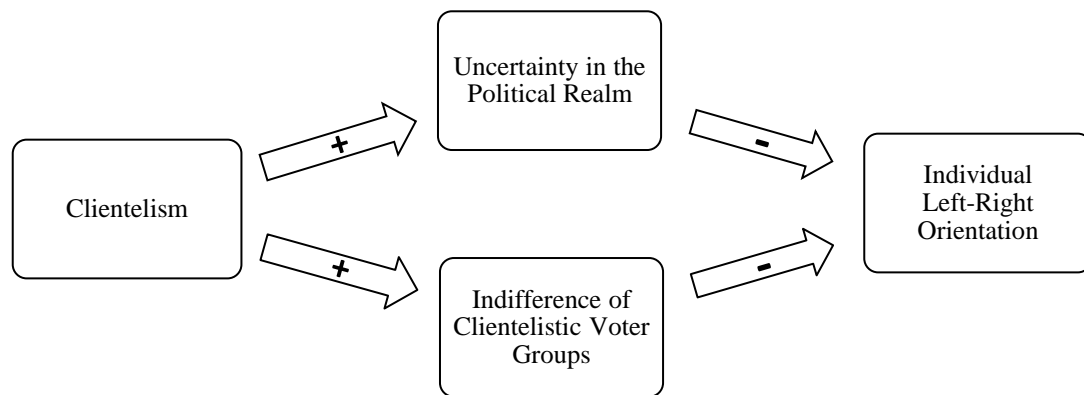 Uncertainty in the
Political Realm
+
-
Clientelism
Individual
Left-Right
Orientation
+
-
Indifference of
Clientelistic Voter
Groups